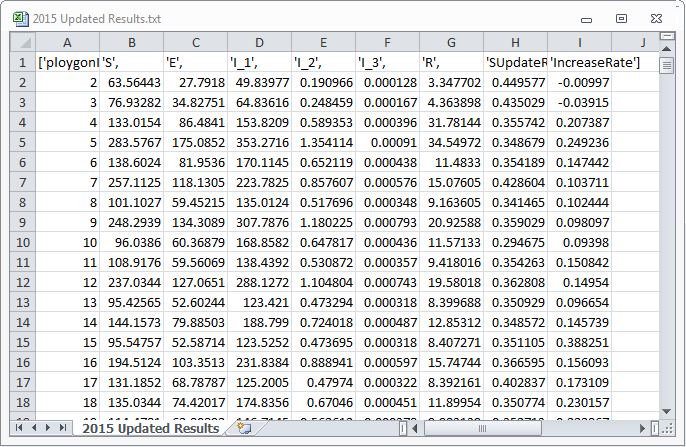 2015 Updated Results.txt
A B C D E F G H I J
1 ['ploygonI 'S', 'E', 'I_1', 'I_2', 'I_3', 'R', 'SUpdateR 'IncreaseRate']
2 2 63.56443 27.7918 49.83977 0.190966 0.000128 3.347702 0.449577 -0.00997
3 3 76.93282 34.82751 64.83616 0.248459 0.000167 4.363898 0.435029 -0.03915
4 4 133.0154 86.4841 153.8209 0.589353 0.000396 31.78144 0.355742 0.207387
5 5 283.5767 175.0852 353.2716 1.354114 0.00091 34.54972 0.348679 0.249236
6 6 138.6024 81.9536 170.1145 0.652119 0.000438 11.4833 0.354189 0.147442
7 7 257.1125 118.1305 223.7825 0.857607 0.000576 15.07605 0.428604 0.103711
8 8 101.1027 59.45215 135.0124 0.517696 0.000348 9.163605 0.341465 0.102444
9 9 248.2939 134.3089 307.7876 1.180225 0.000793 20.92588 0.359029 0.098097
10 10 96.0386 60.36879 168.8582 0.647817 0.000436 11.57133 0.294675 0.09398
11 11 108.9176 59.56069 138.4392 0.530872 0.000357 9.418016 0.354263 0.150842
12 12 237.0344 127.0651 288.1272 1.104804 0.000743 19.58018 0.362808 0.14954
13 13 95.42565 52.60244 123.421 0.473294 0.000318 8.399688 0.350929 0.096654
14 14 144.1573 79.88503 188.799 0.724018 0.000487 12.85312 0.348572 0.145739
15 15 95.54757 52.58714 123.5252 0.473695 0.000318 8.407271 0.351105 0.388251
16 16 194.5124 103.3513 231.8384 0.888941 0.000597 15.74744 0.366595 0.156093
17 17 131.1852 68.78787 125.2005 0.47974 0.000322 8.392161 0.402837 0.173109
18 18 135.0344 74.42017 174.8356 0.67046 0.000451 11.89954 0.350774 0.230157
2015 Updated Results